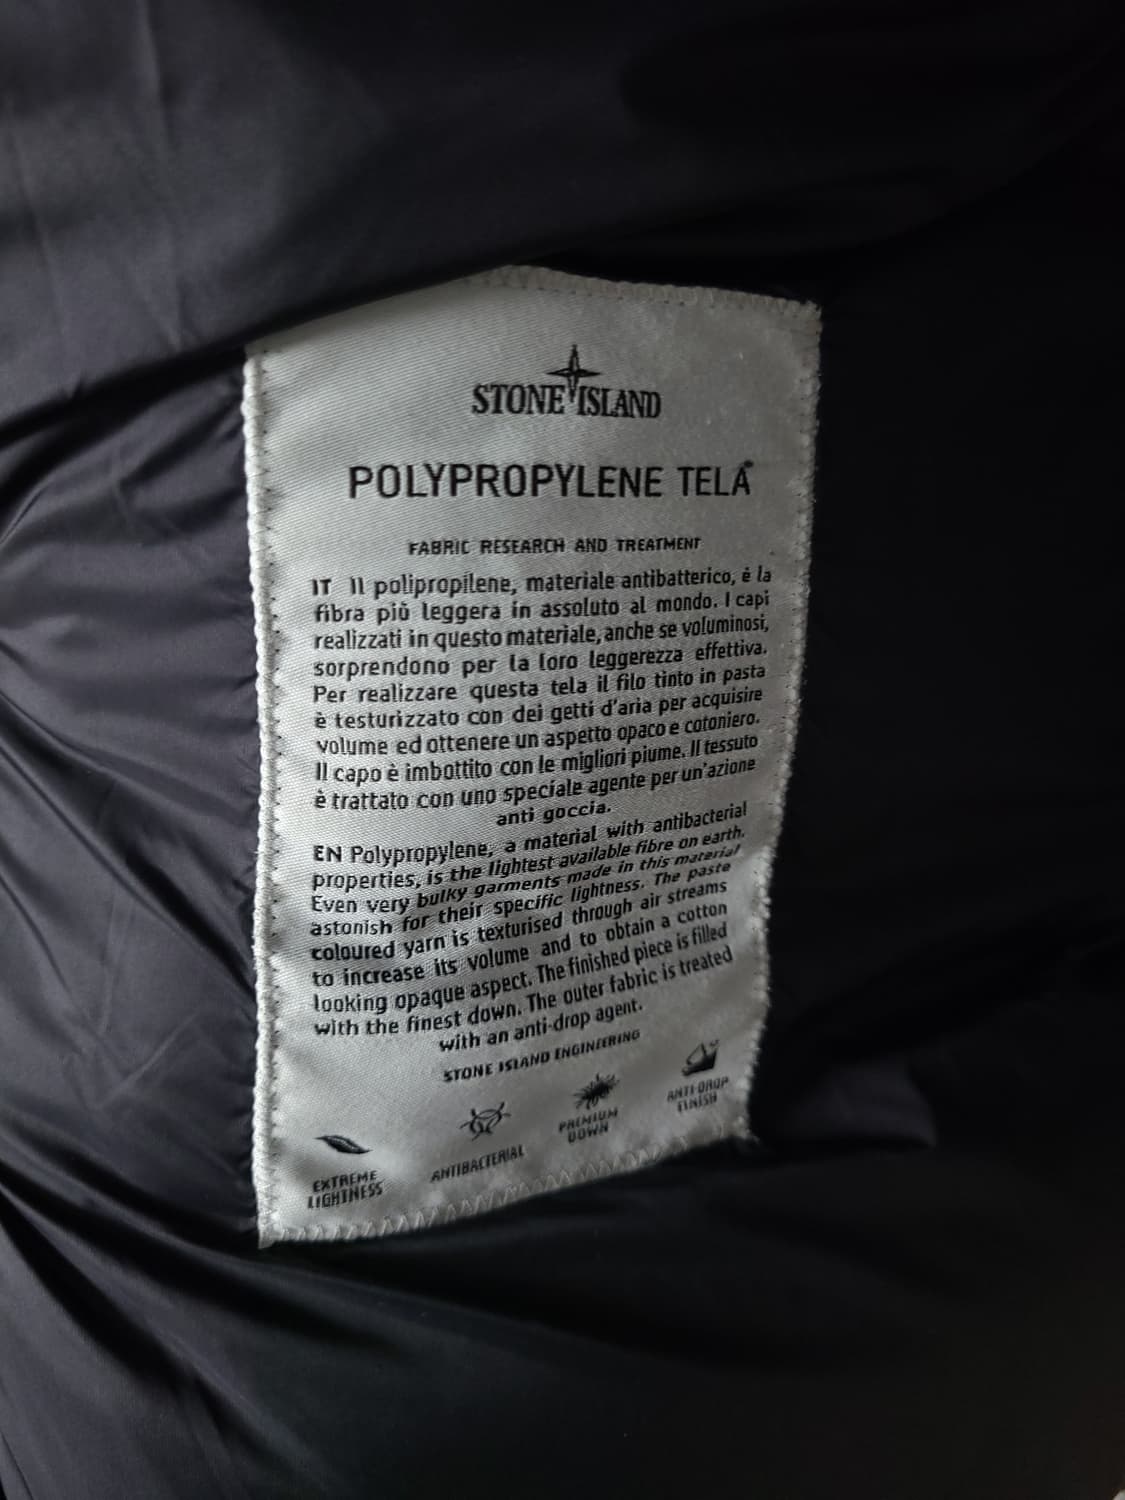 STONE ISLAND
POLYPROPYLENE TELA®
FABRIC RESEARCH AND TREATMENT
IT Il polipropilene, materiale antibatterico, è la
fibra più leggera in assoluto al mondo. I capi
realizzati in questo materiale, anche se voluminosi,
sorprendono per la loro leggerezza effettiva.
Per realizzare questa tela il filo tinto in pasta
è testurizzato con dei getti d'aria per acquisire
volume ed ottenere un aspetto opaco e cotoniero.
Il capo è imbottito con le migliori piume. Il tessuto
è trattato con uno speciale agente per un'azione
anti goccia.
EN Polypropylene, a material with antibacterial
properties, is the lightest available fibre on earth.
Even very bulky garments made in this material
astonish for their specific lightness. The paste
coloured yarn is texturised through air streams
to increase its volume and to obtain a cotton
looking opaque aspect. The finished piece is filled
with the finest down. The outer fabric is treated
with an anti-drop agent.
STONE ISLAND ENGINEERING
EXTREME
LIGHTNESS
ANTIBACTERIAL
PREMIUM
DOWN
ANTI-DROP
FINISH